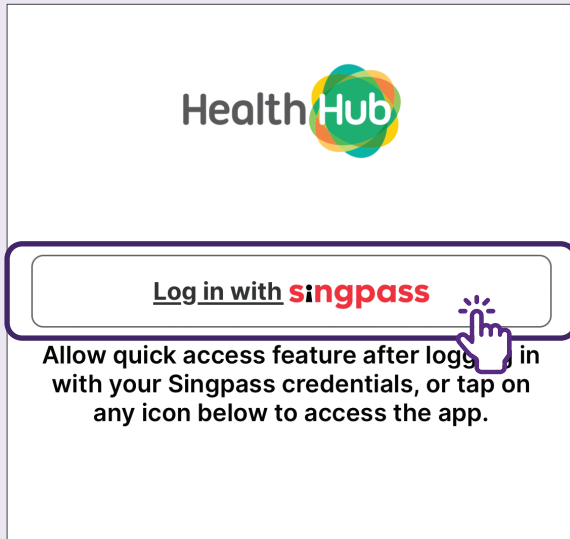 HealthHub
Log in with singpass
Allow quick access feature after logg g in
with your Singpass credentials, or tap on
any icon below to access the app.